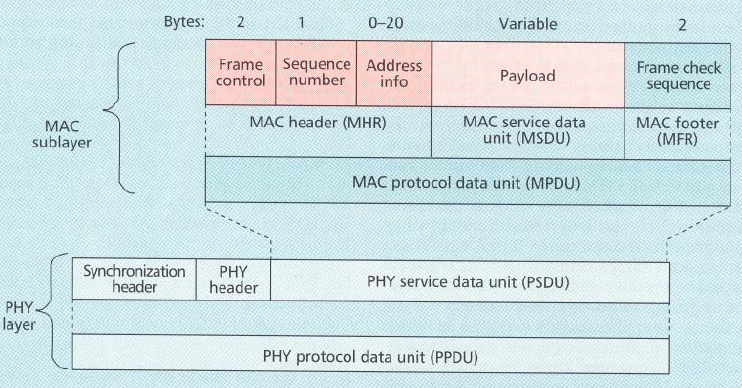 Bytes: 2 1 0–20 Variable 2
Frame control
Sequence number
Address info
Payload
Frame check sequence
MAC sublayer
MAC header (MHR)
MAC service data unit (MSDU)
MAC footer (MFR)
MAC protocol data unit (MPDU)
Synchronization header
PHY header
PHY service data unit (PSDU)
PHY layer
PHY protocol data unit (PPDU)